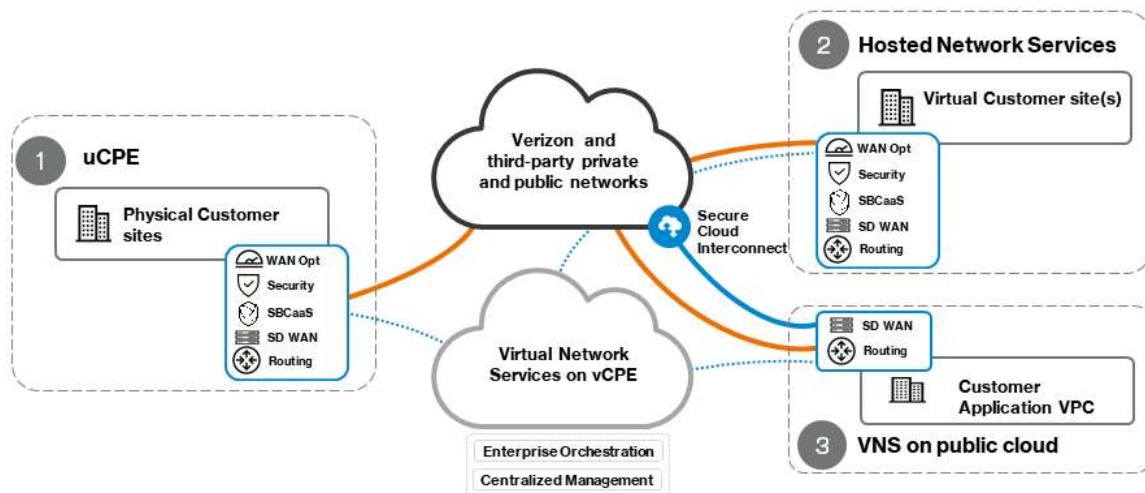 1
uCPE
Physical Customer
sites
WAN Opt
Security
SBCaaS
SD WAN
Routing
Verizon and
third-party private
and public networks
Secure
Cloud
Interconnect
Virtual Network
Services on vCPE
Enterprise Orchestration
Centralized Management
2
Hosted Network Services
Virtual Customer site(s)
WAN Opt
Security
SBCaaS
SD WAN
Routing
SD WAN
Routing
Customer
Application VPC
3
VNS on public cloud